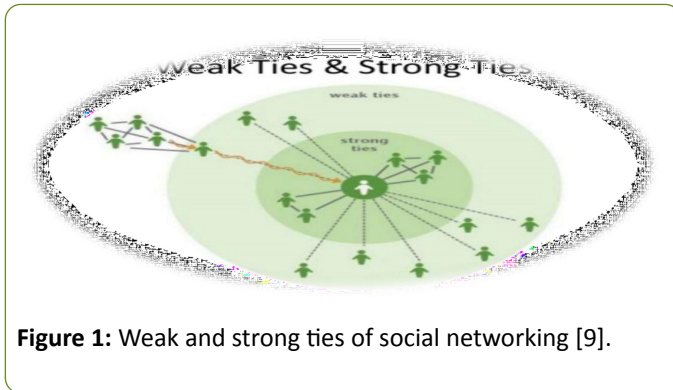 Weak Ties & Strong Ties
weak ties
strong
ties
Figure 1: Weak and strong ties of social networking [9].